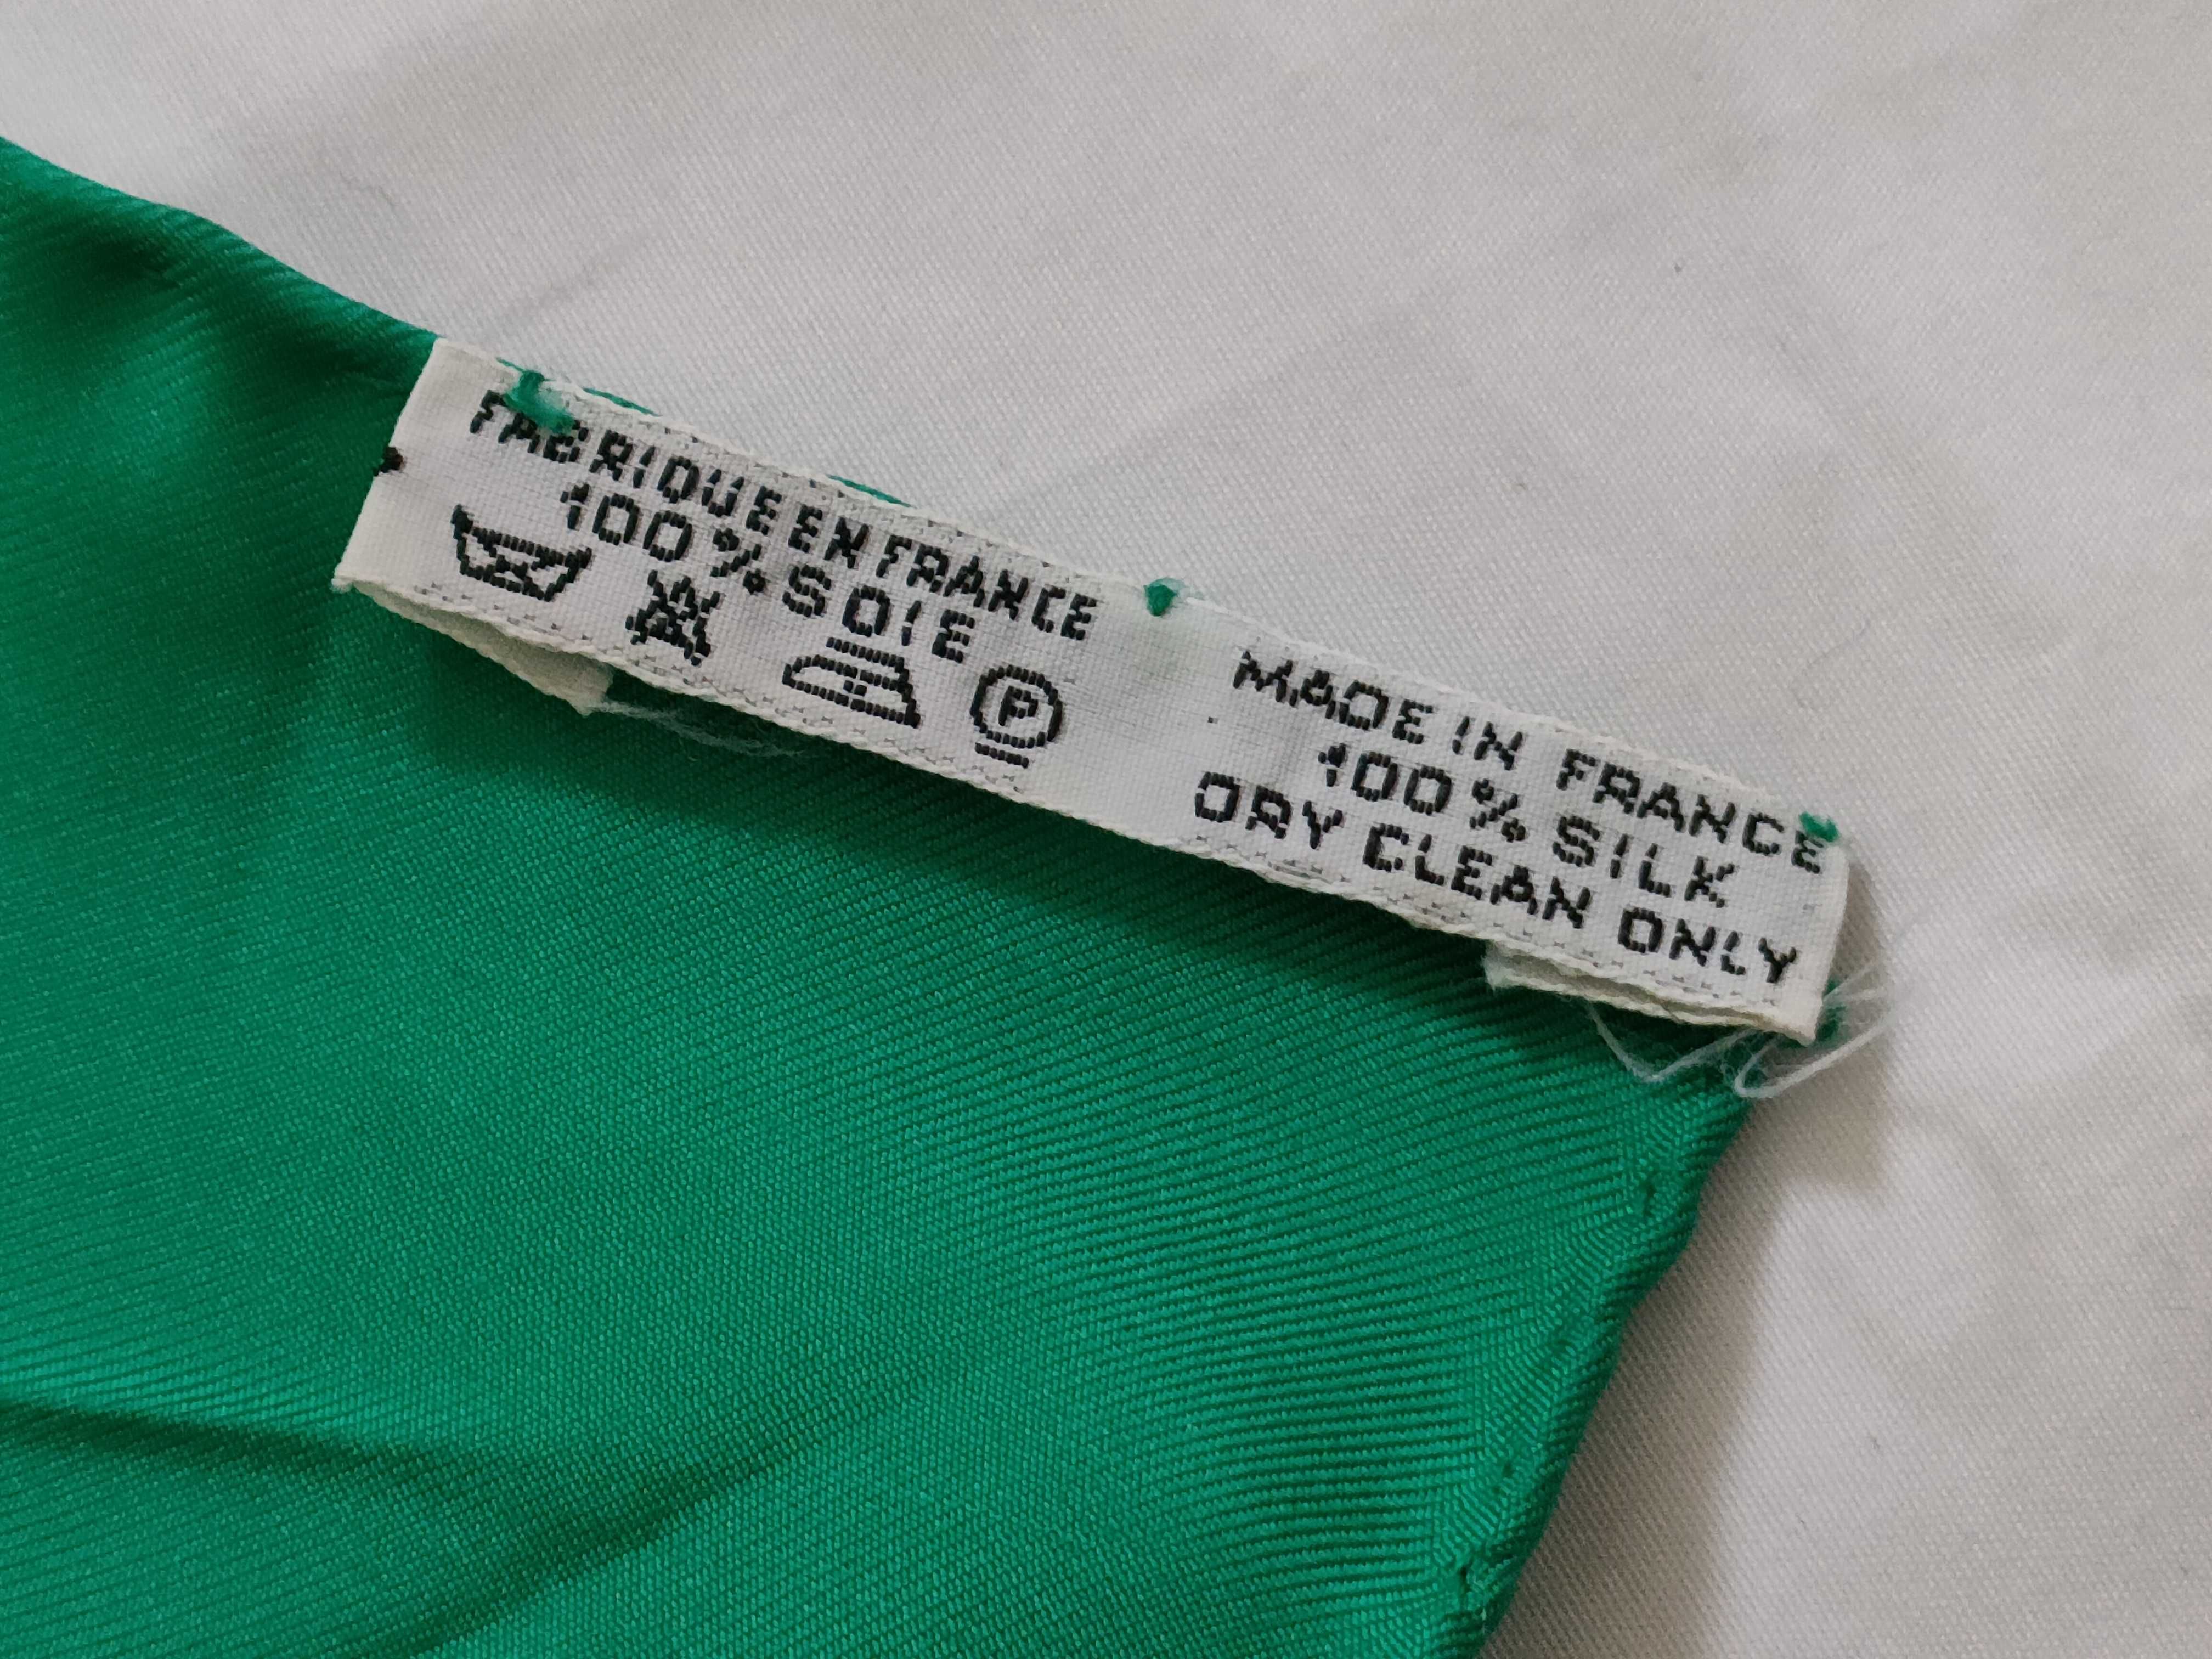 FABRIQUE EN FRANCE
100% SOIE
P
MADE IN FRANCE
100% SILK
DRY CLEAN ONLY